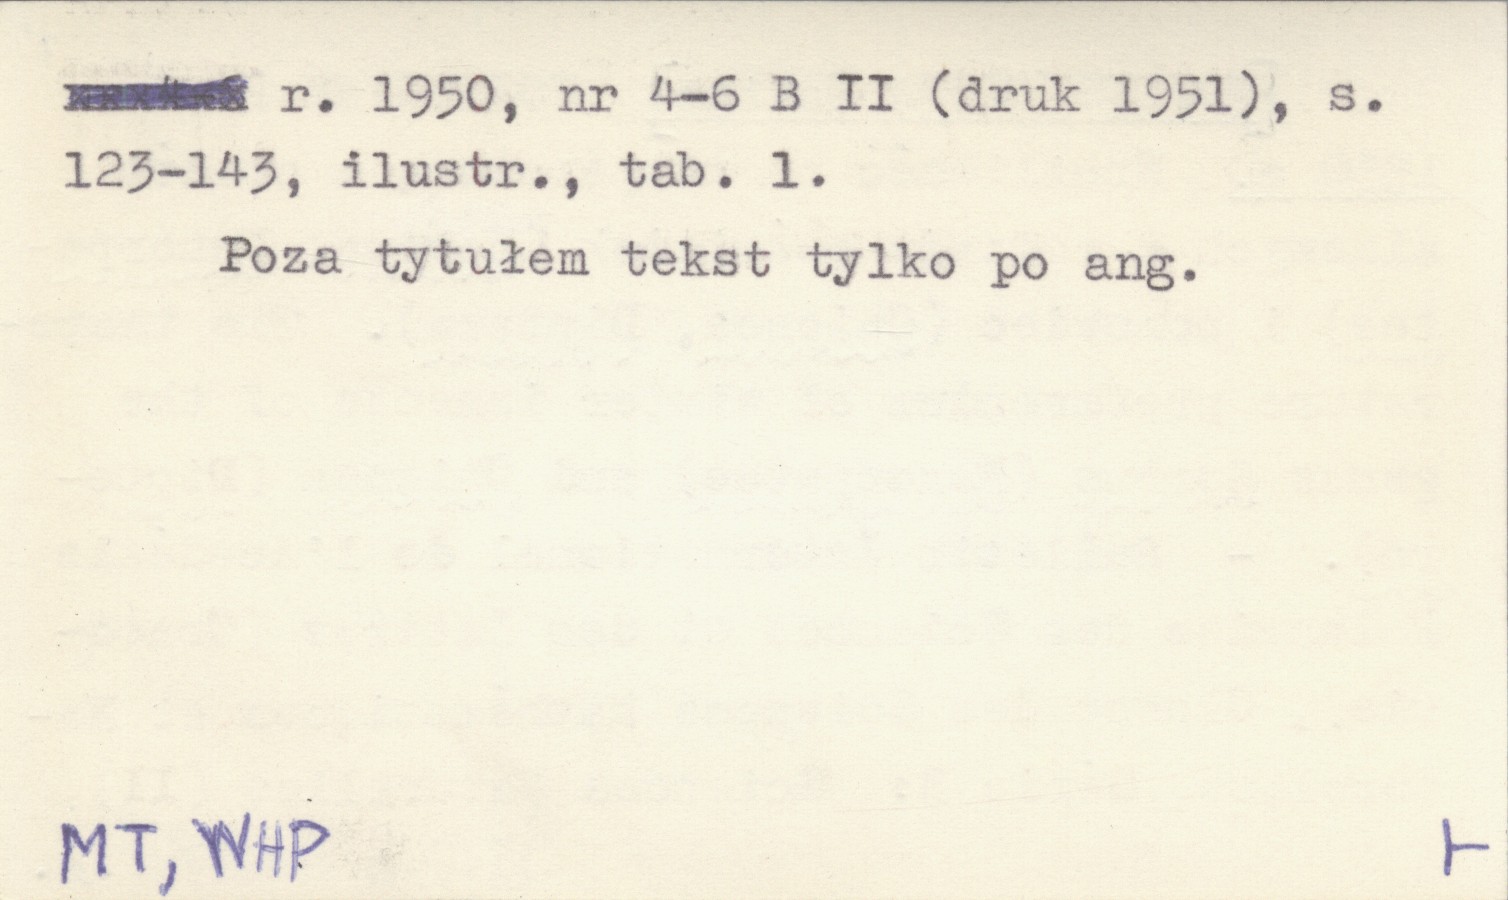 r. 1950, nr 4-6 B II (druk 1951), s.
123-143, ilustr., tab. 1.
Poza tytułem tekst tylko po ang.
MT, WHP